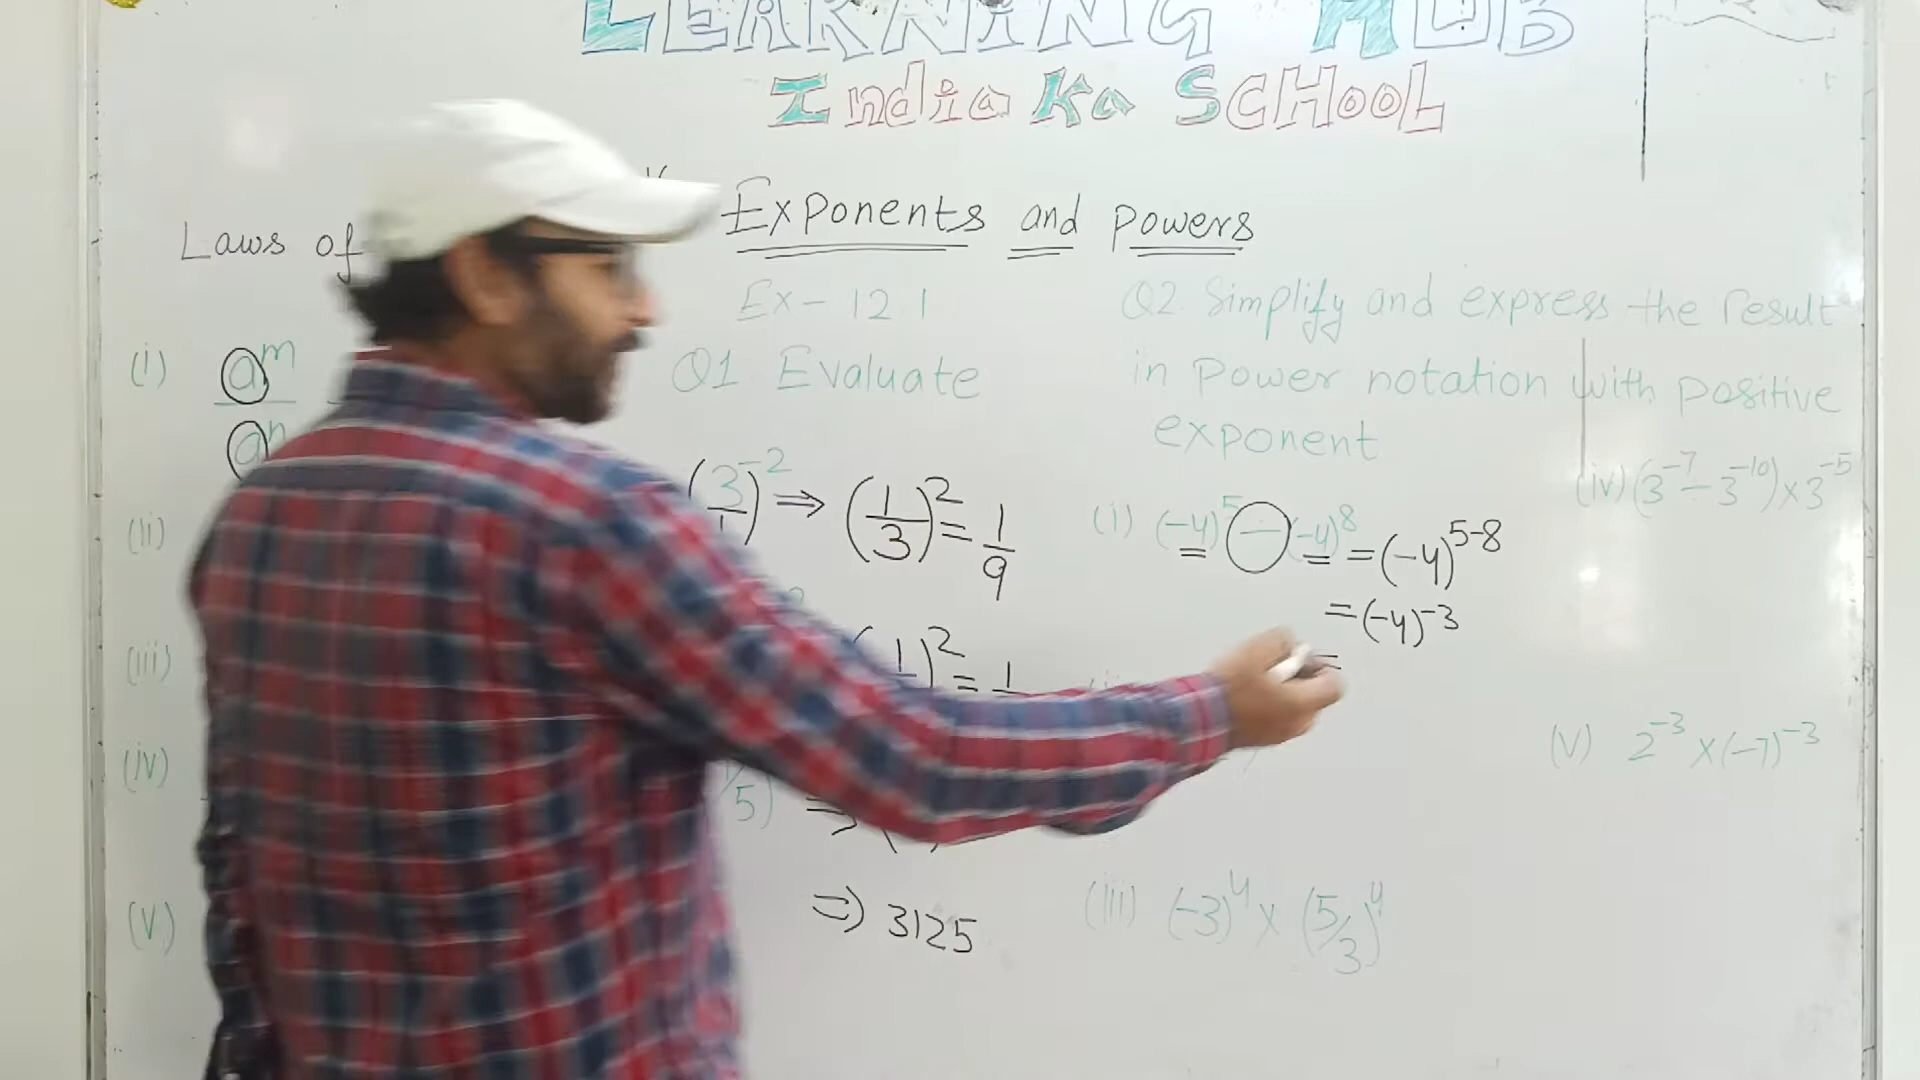 LEARNING HUB
India Ka SCHOOL
Exponents and powers
Laws of
Ex- 12.1
Q1 Evaluate
Q2. Simplify and express the result
in Power notation with positive
exponent
(i) a^m
a^n
(ii)
(iii)
(iv)
(v)
(3/1)^-2 ⇒ (1/3)^2 = 1/9
)^2 = 1
5) ⇒ (
⇒ 3125
(i) (-4)^5 ÷ (-4)^8 = (-4)^5-8
= (-4)^-3
=
(iii) (-3)^4 x (5/3)^4
(iv) (3^-7 ÷ 3^-10) x 3^-5
(v) 2^-3 x (-7)^-3